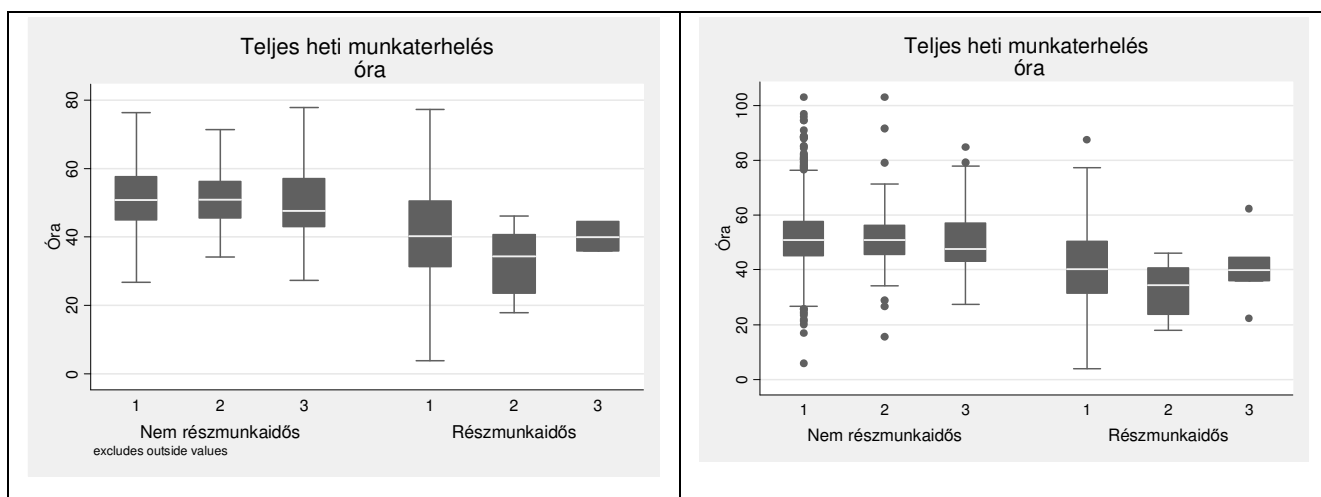 Teljes heti munkaterhelés
óra
80
60
40
20
0
Óra
1 2 3 1 2 3
Nem részmunkaidős Részmunkaidős
excludes outside values
Teljes heti munkaterhelés
óra
100
80
60
40
20
0
Óra
1 2 3 1 2 3
Nem részmunkaidős Részmunkaidős